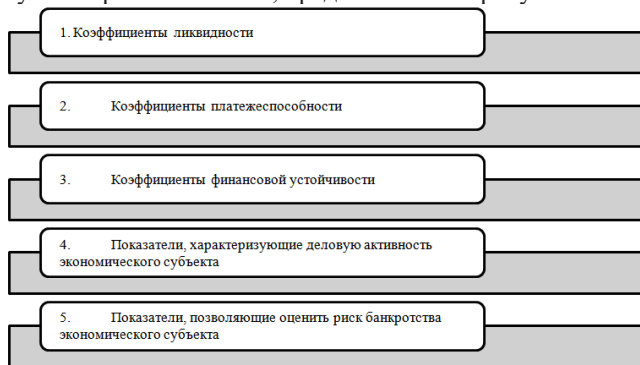 1. Коэффициенты ликвидности
2. Коэффициенты платежеспособности
3. Коэффициенты финансовой устойчивости
4. Показатели, характеризующие деловую активность
экономического субъекта
5. Показатели, позволяющие оценить риск банкротства
экономического субъекта